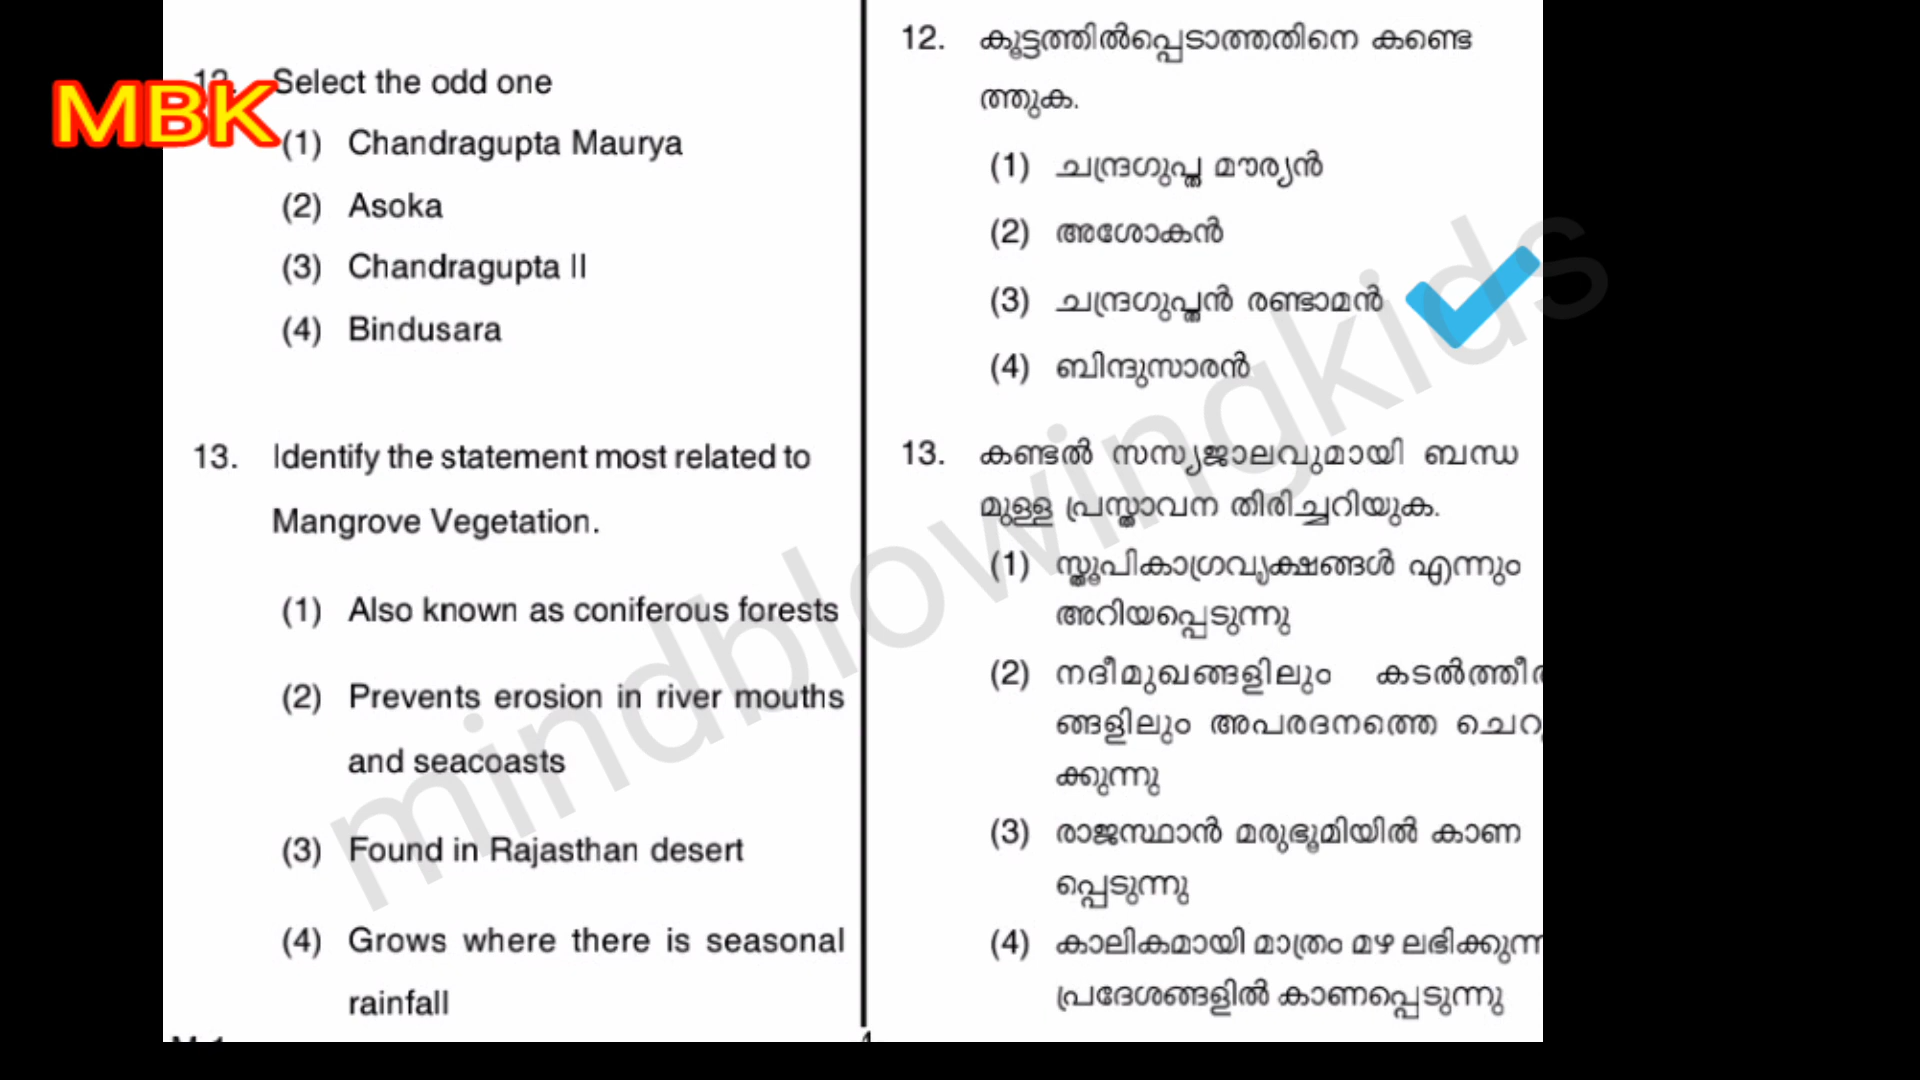 MBK
12. Select the odd one
(1) Chandragupta Maurya
(2) Asoka
(3) Chandragupta II
(4) Bindusara
13. Identify the statement most related to
Mangrove Vegetation.
(1) Also known as coniferous forests
(2) Prevents erosion in river mouths
and seacoasts
(3) Found in Rajasthan desert
(4) Grows where there is seasonal
rainfall
12. കൂട്ടത്തിൽപ്പെടാത്തതിനെ കണ്ടെ
ത്തുക.
(1) ചന്ദ്രഗുപ്ത മൗര്യൻ
(2) അശോകൻ
(3) ചന്ദ്രഗുപ്തൻ രണ്ടാമൻ
(4) ബിന്ദുസാരൻ
13. കണ്ടൽ സസ്യജാലവുമായി ബന്ധ
മുള്ള പ്രസ്താവന തിരിച്ചറിയുക.
(1) സ്തൂപികാഗ്രവൃക്ഷങ്ങൾ എന്നും
അറിയപ്പെടുന്നു
(2) നദീമുഖങ്ങളിലും കടൽത്തീര
ങ്ങളിലും അപരദനത്തെ ചെറു
ക്കുന്നു
(3) രാജസ്ഥാൻ മരുഭൂമിയിൽ കാണ
പ്പെടുന്നു
(4) കാലികമായി മാത്രം മഴ ലഭിക്കുന്ന
പ്രദേശങ്ങളിൽ കാണപ്പെടുന്നു
mindblowingkids